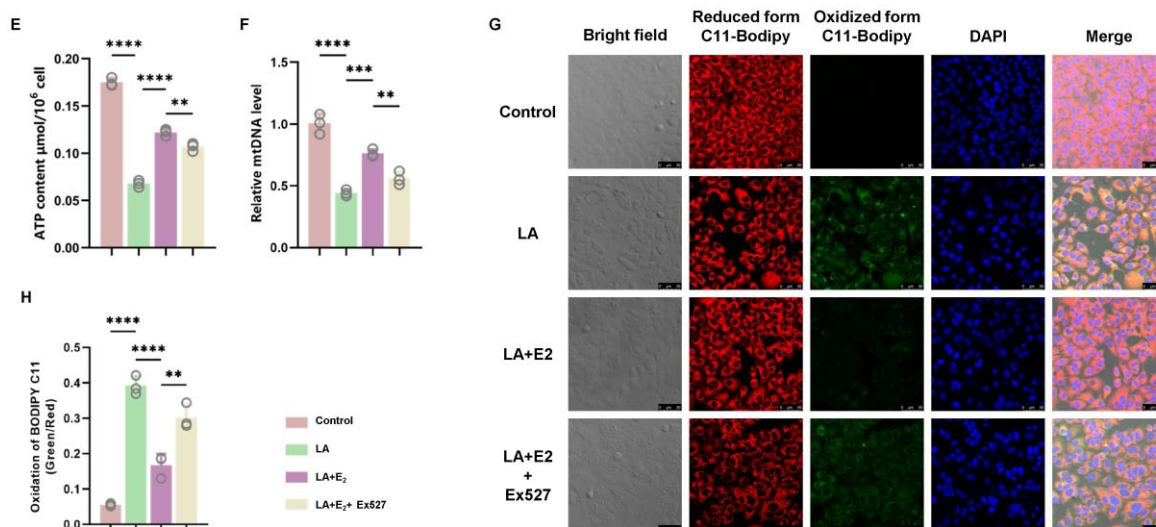 E
****
****
**
ATP content μmol/10⁶ cell
0.20
0.15
0.10
0.05
0.00
F
****
***
**
Relative mtDNA level
1.5
1.0
0.5
0.0
G
Bright field
Reduced form
C11-Bodipy
Oxidized form
C11-Bodipy
DAPI
Merge
Control
LA
LA+E2
LA+E2
+
Ex527
H
****
****
**
Oxidation of BODIPY C11
(Green/Red)
0.5
0.4
0.3
0.2
0.1
0.0
Control
LA
LA+E₂
LA+E₂+ Ex527